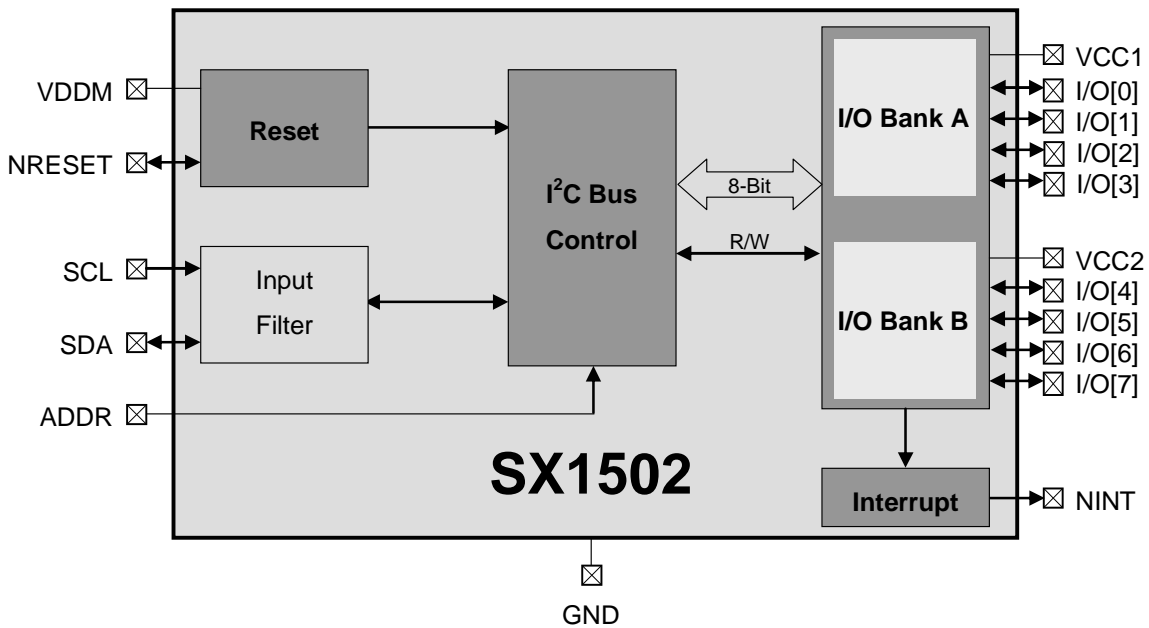 VDDM
NRESET
SCL
SDA
ADDR
Reset
Input
Filter
I²C Bus
Control
8-Bit
R/W
I/O Bank A
I/O Bank B
VCC1
I/O[0]
I/O[1]
I/O[2]
I/O[3]
VCC2
I/O[4]
I/O[5]
I/O[6]
I/O[7]
SX1502
Interrupt
NINT
GND